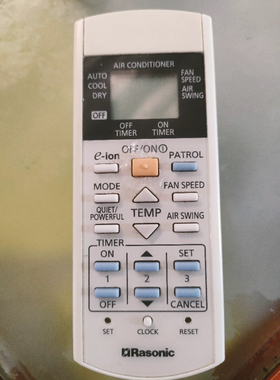 AIR CONDITIONER
AUTO
COOL
DRY
FAN
SPEED
AIR
SWING
OFF
OFF
TIMER
ON
TIMER
OFF/ON
e-ion
PATROL
MODE
FAN SPEED
QUIET/
POWERFUL
TEMP
AIR SWING
TIMER
ON
SET
1
2
3
OFF
CANCEL
SET
CLOCK
RESET
Rasonic